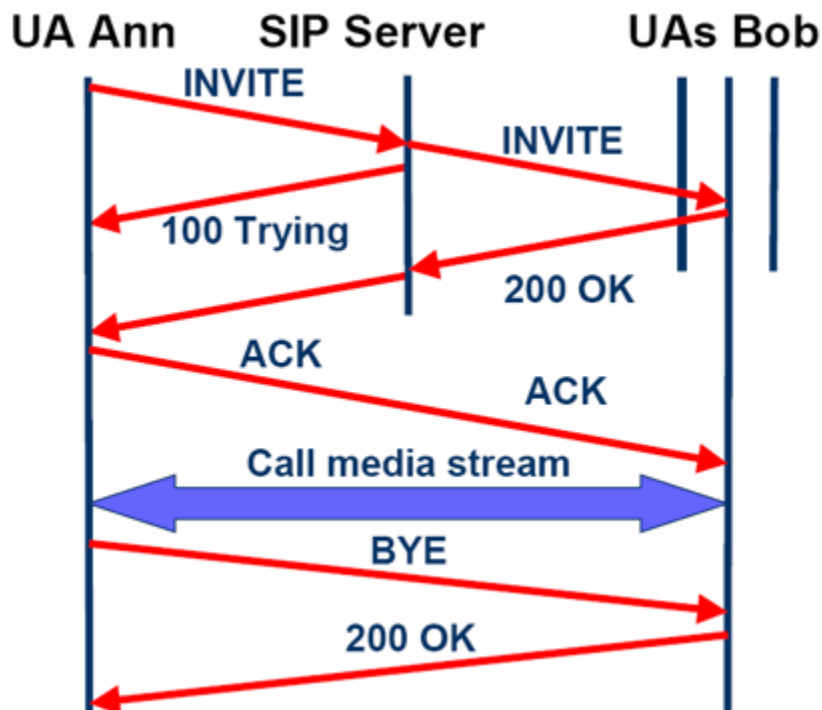 UA Ann SIP Server UAs Bob
INVITE
INVITE
100 Trying
200 OK
ACK
ACK
Call media stream
BYE
200 OK